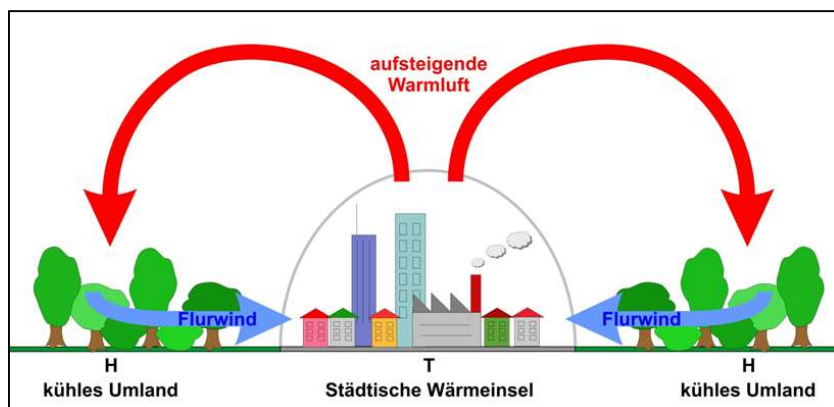 aufsteigende
Warmluft
Flurwind
Flurwind
H
T
H
kühles Umland
Städtische Wärmeinsel
kühles Umland